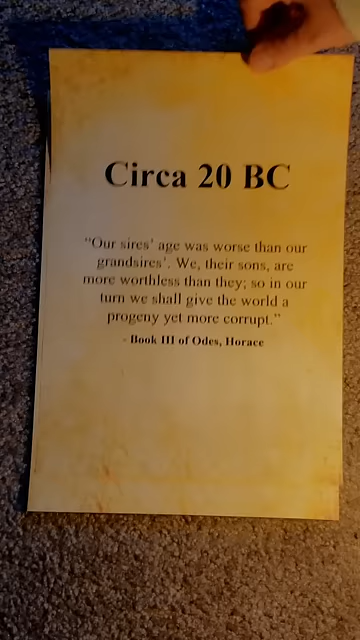 Circa 20 BC
"Our sires' age was worse than our
grandsires'. We, their sons, are
more worthless than they; so in our
turn we shall give the world a
progeny yet more corrupt."
- Book III of Odes, Horace